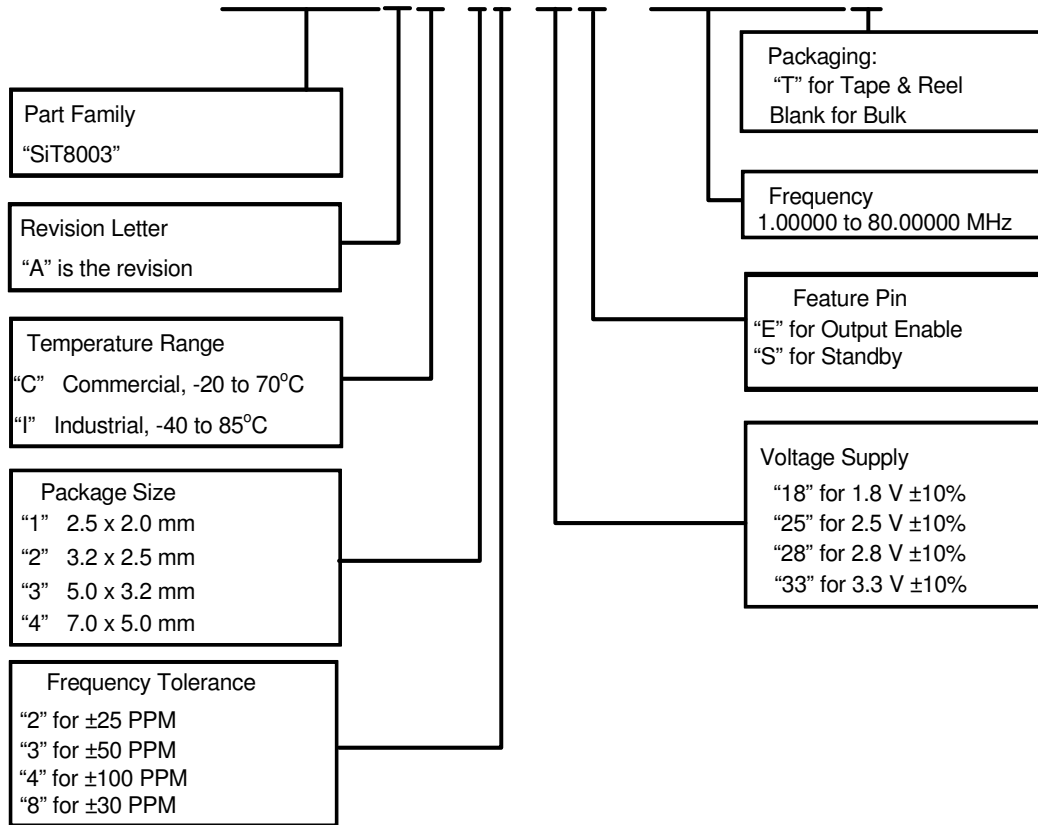 Part Family
“SiT8003”
Revision Letter
“A” is the revision
Temperature Range
“C” Commercial, -20 to 70°C
“I” Industrial, -40 to 85°C
Package Size
“1” 2.5 x 2.0 mm
“2” 3.2 x 2.5 mm
“3” 5.0 x 3.2 mm
“4” 7.0 x 5.0 mm
Frequency Tolerance
“2” for ±25 PPM
“3” for ±50 PPM
“4” for ±100 PPM
“8” for ±30 PPM
Packaging:
“T” for Tape & Reel
Blank for Bulk
Frequency
1.00000 to 80.00000 MHz
Feature Pin
“E” for Output Enable
“S” for Standby
Voltage Supply
“18” for 1.8 V ±10%
“25” for 2.5 V ±10%
“28” for 2.8 V ±10%
“33” for 3.3 V ±10%